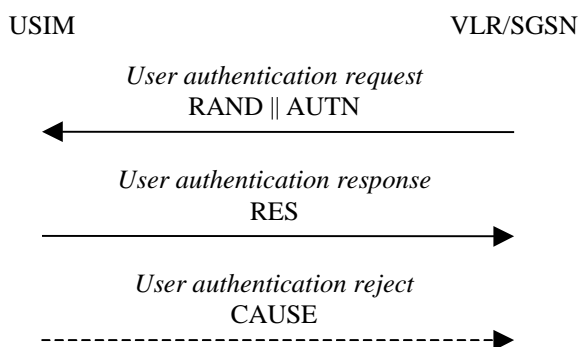 USIM VLR/SGSN
User authentication request
RAND || AUTN
User authentication response
RES
User authentication reject
CAUSE